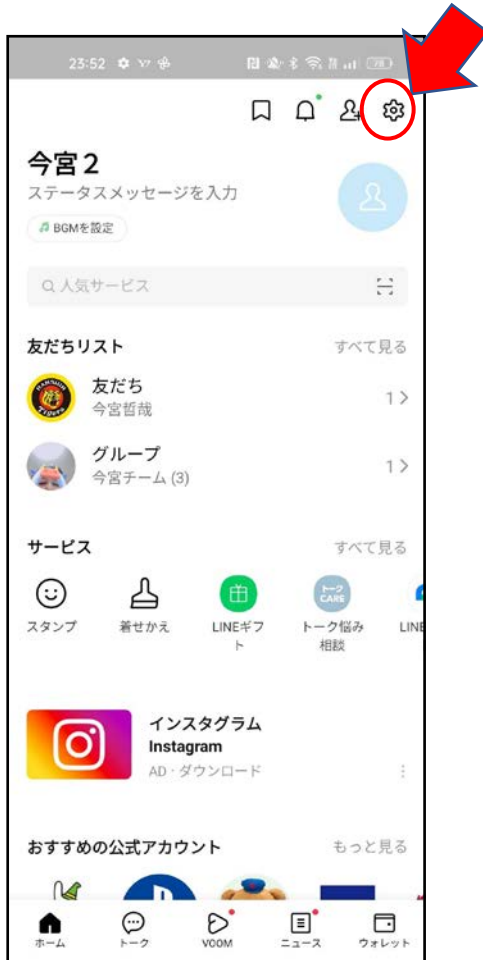 23:52
今宮２
ステータスメッセージを入力
BGMを設定
人気サービス
友だちリスト
すべて見る
友だち
今宮哲哉
1
グループ
今宮チーム (3)
1
サービス
すべて見る
スタンプ
着せかえ
LINEギフ
ト
トーク
CARE
トーク悩み
相談
LINE
インスタグラム
Instagram
AD・ダウンロード
おすすめの公式アカウント
もっと見る
ホーム
トーク
VOOM
ニュース
ウォレット